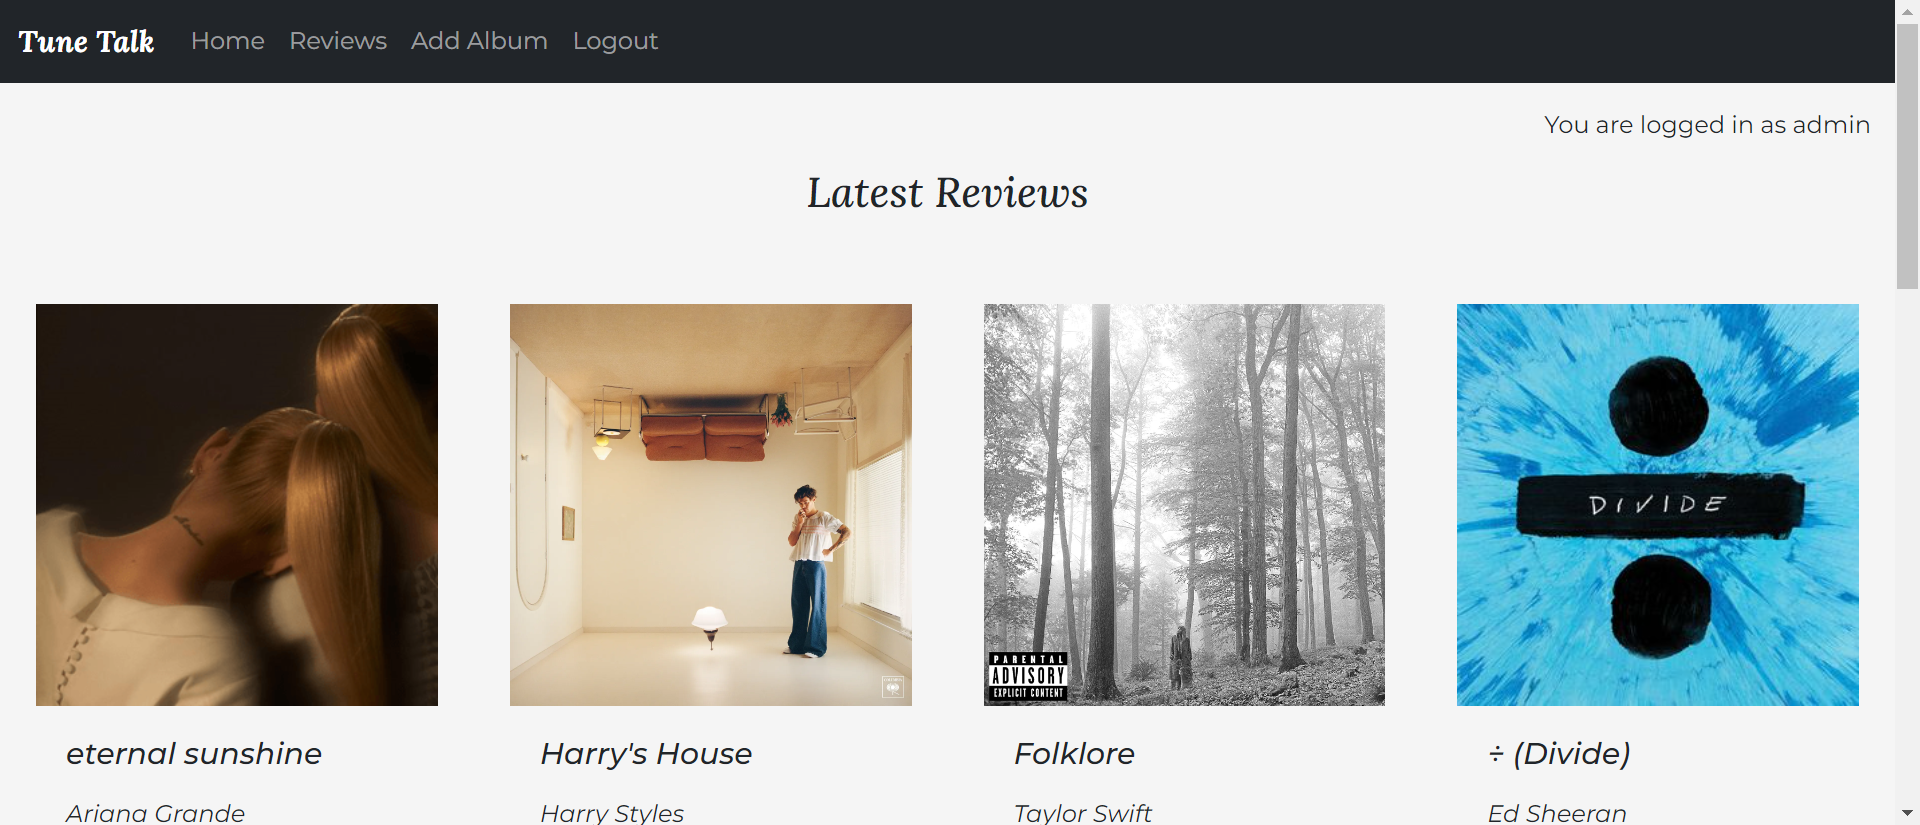 Tune Talk Home Reviews Add Album Logout
You are logged in as admin
Latest Reviews
DIVIDE
PARENTAL
ADVISORY
EXPLICIT CONTENT
eternal sunshine
Harry's House
Folklore
÷ (Divide)
Ariana Grande
Harry Styles
Taylor Swift
Ed Sheeran